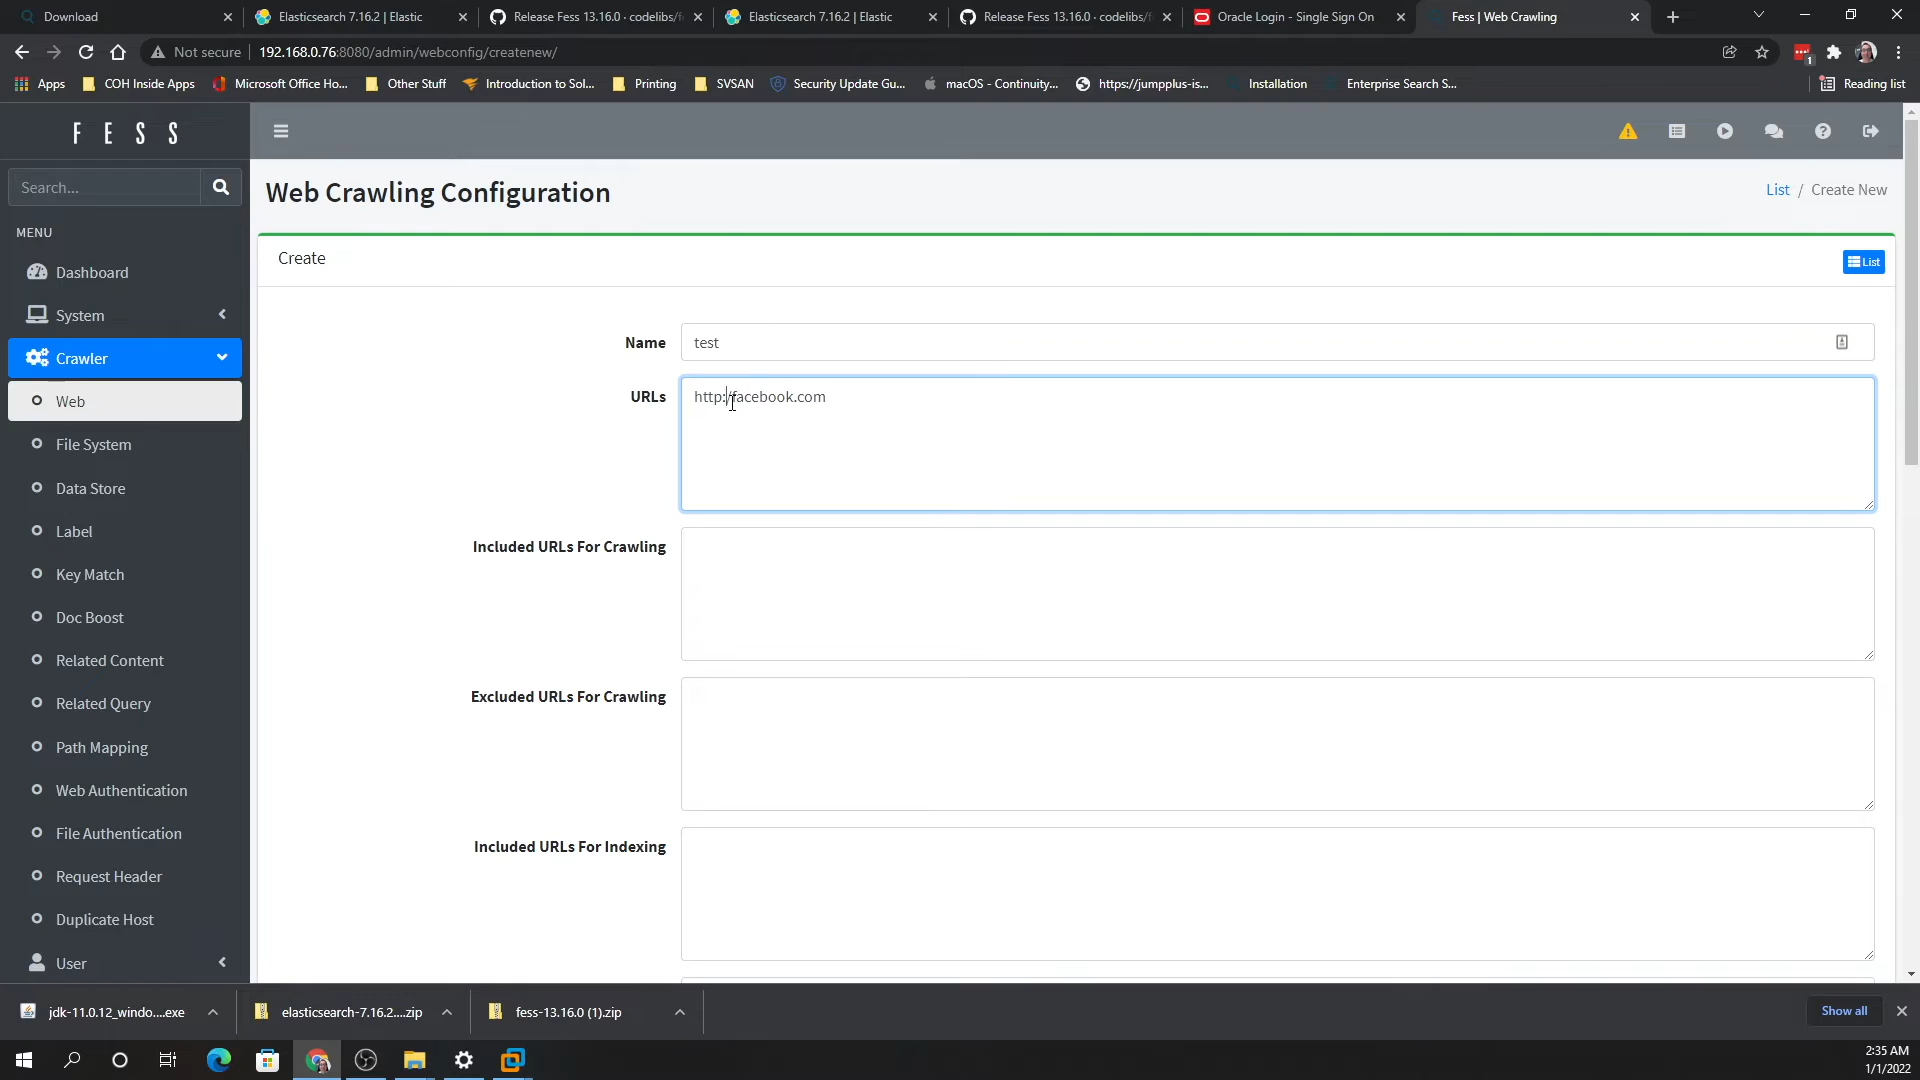 Download
Elasticsearch 7.16.2 | Elastic
Release Fess 13.16.0 · codelibs/f
Elasticsearch 7.16.2 | Elastic
Release Fess 13.16.0 · codelibs/f
Oracle Login - Single Sign On
Fess | Web Crawling
Not secure
192.168.0.76:8080/admin/webconfig/createnew/
1
Apps
COH Inside Apps
Microsoft Office Ho...
Other Stuff
Introduction to Sol...
Printing
SVSAN
Security Update Gu...
macOS - Continuity...
https://jumpplus-is...
Installation
Enterprise Search S...
Reading list
FESS
Search...
MENU
Dashboard
System
Crawler
Web
File System
Data Store
Label
Key Match
Doc Boost
Related Content
Related Query
Path Mapping
Web Authentication
File Authentication
Request Header
Duplicate Host
User
Web Crawling Configuration
List / Create New
Create
List
Name
test
URLs
http:/facebook.com
Included URLs For Crawling
Excluded URLs For Crawling
Included URLs For Indexing
jdk-11.0.12_windo....exe
elasticsearch-7.16.2....zip
fess-13.16.0 (1).zip
Show all
2:35 AM
1/1/2022